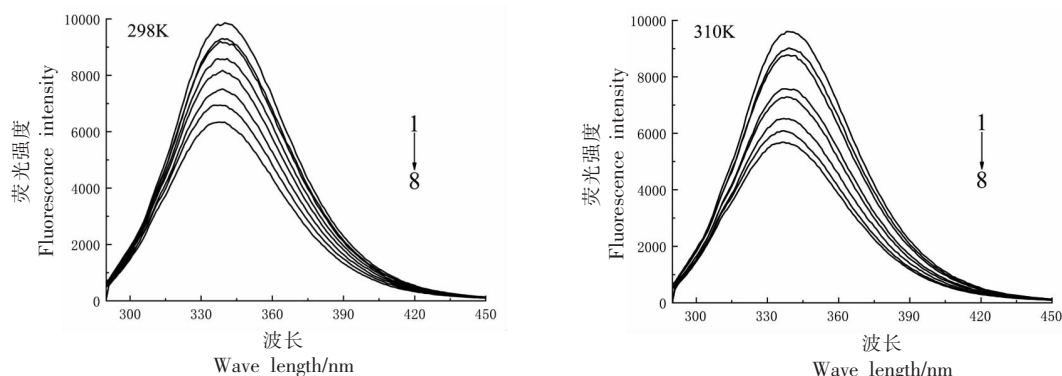 298K
10000
8000
6000
4000
2000
0
荧光强度
Fluorescence intensity
1
8
300 330 360 390 420 450
波长
Wave length/nm
310K
10000
8000
6000
4000
2000
0
荧光强度
Fluorescence intensity
1
8
300 330 360 390 420 450
波长
Wave length/nm